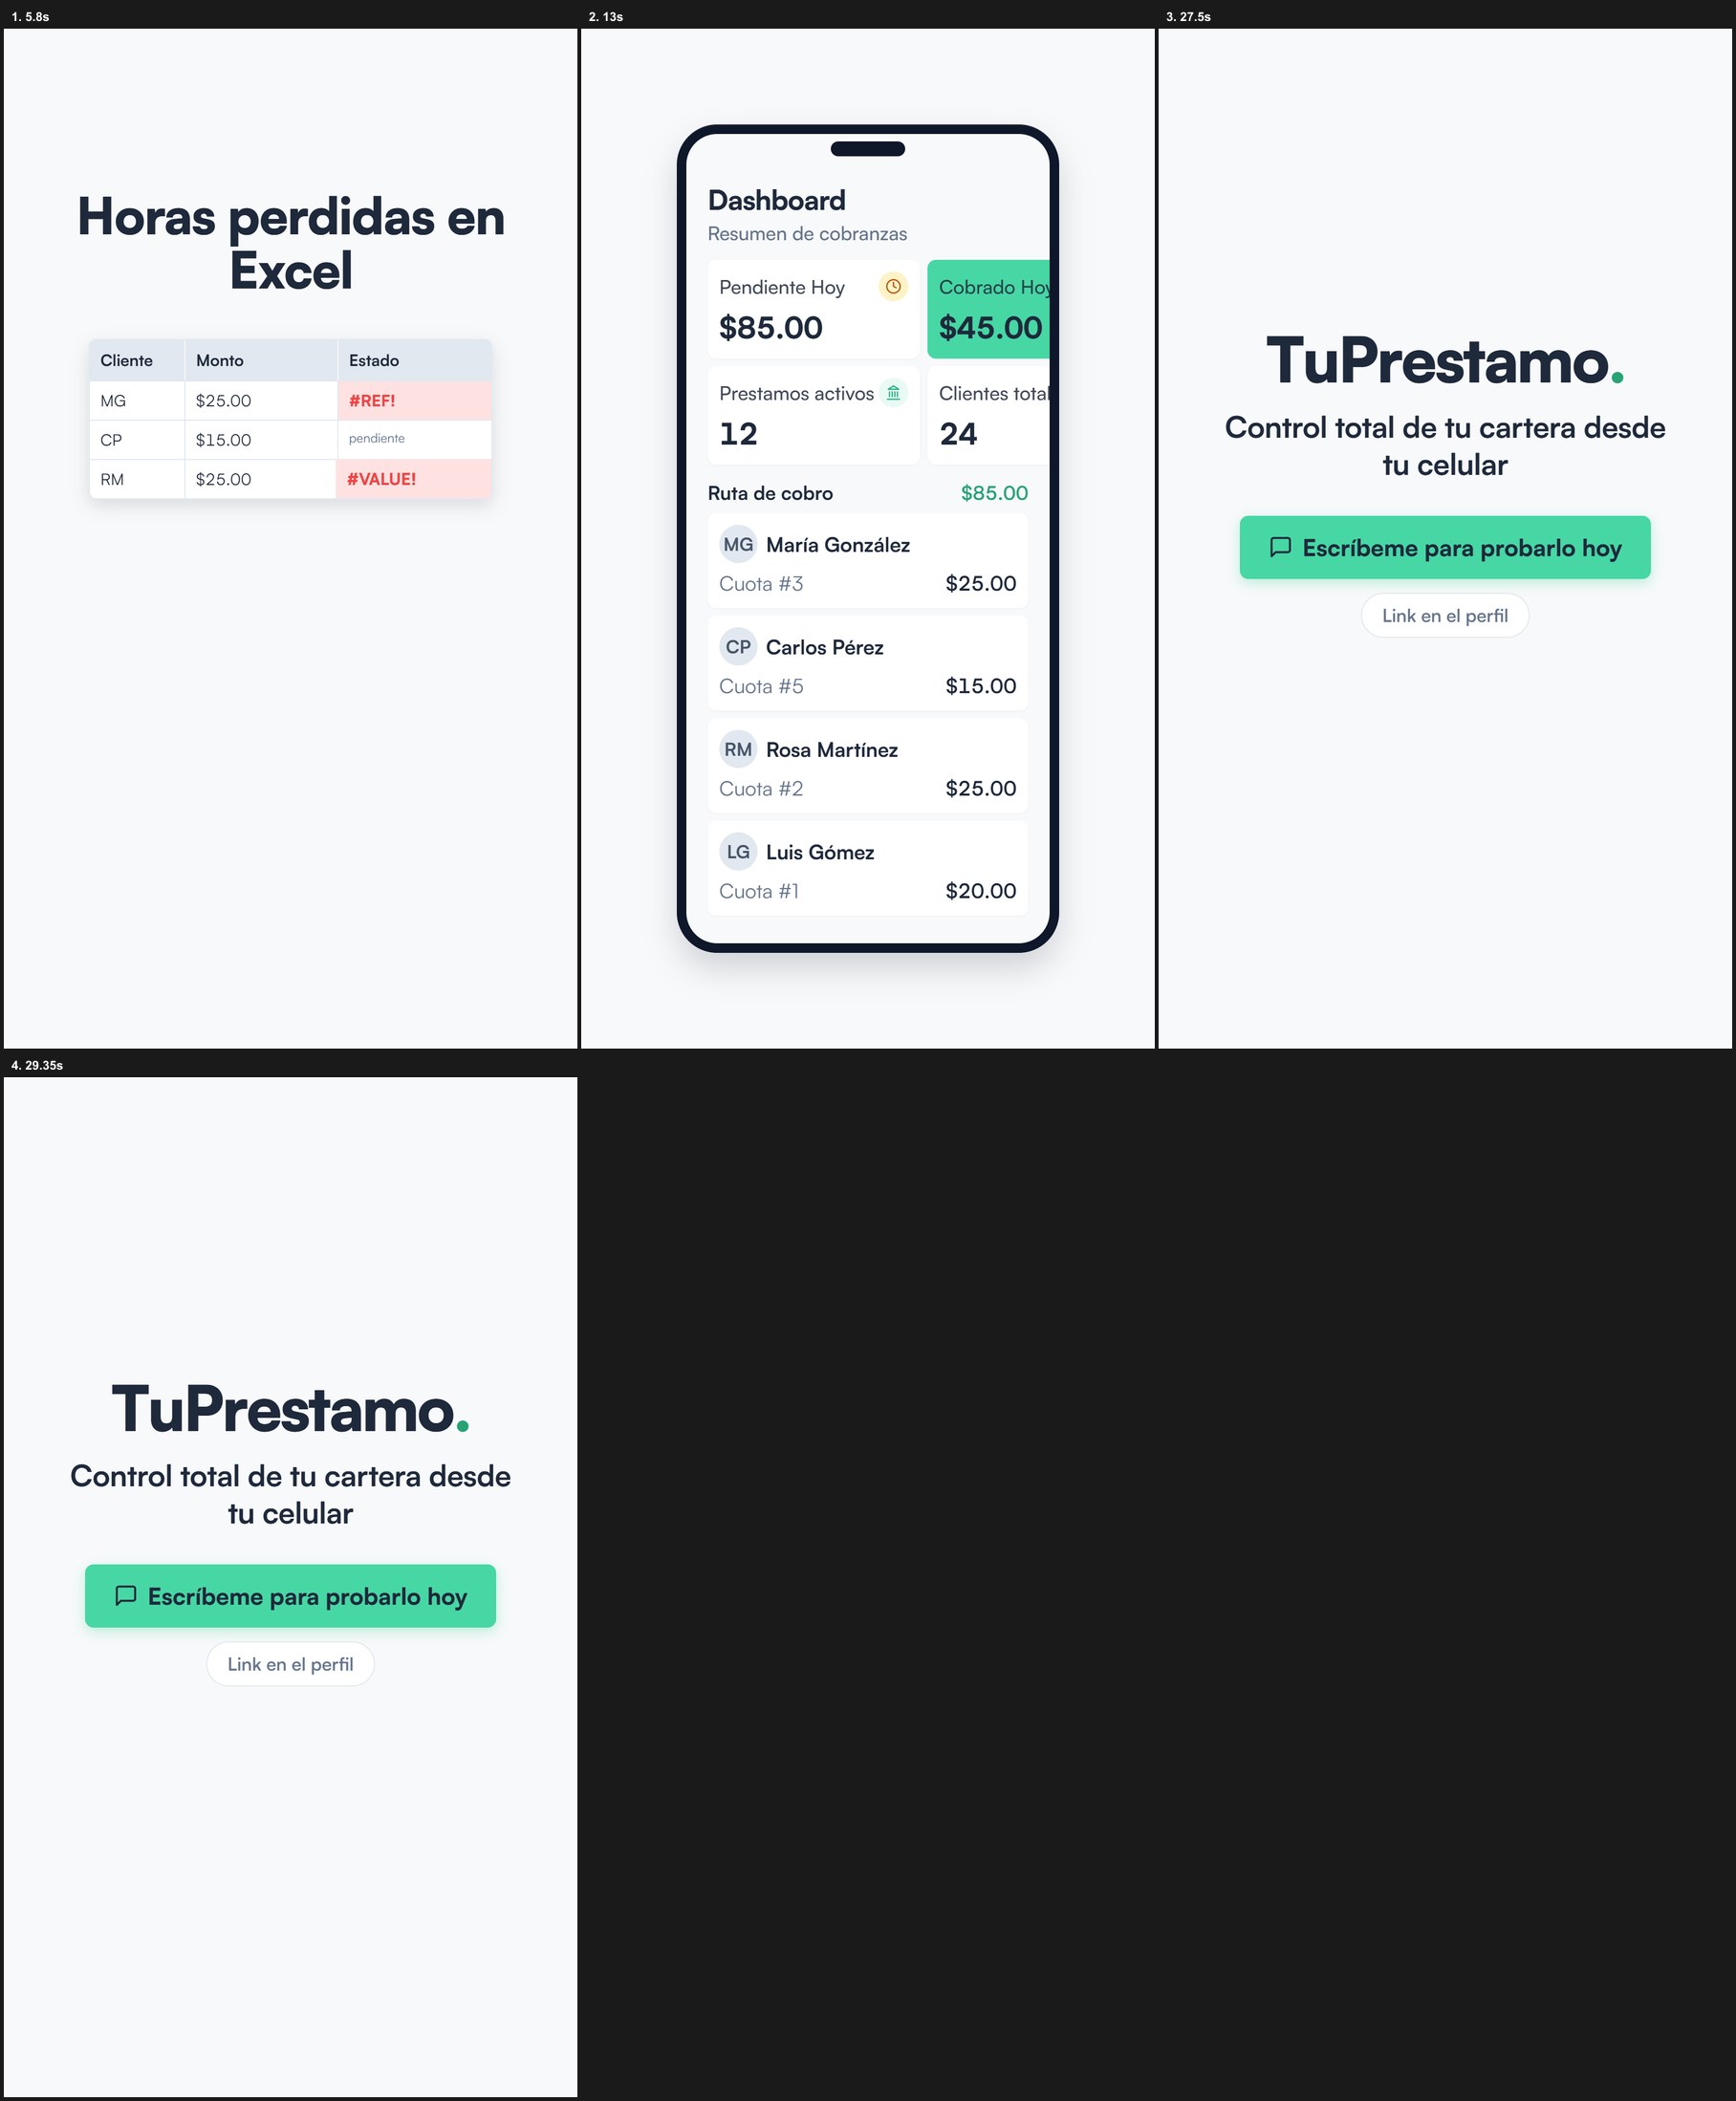 1. 5.8s
Horas perdidas en
Excel
Cliente Monto Estado
MG $25.00 #REF!
CP $15.00 pendiente
RM $25.00 #VALUE!
2. 13s
Dashboard
Resumen de cobranzas
Pendiente Hoy
$85.00
Cobrado Hoy
$45.00
Prestamos activos
12
Clientes total
24
Ruta de cobro $85.00
MG María González
Cuota #3 $25.00
CP Carlos Pérez
Cuota #5 $15.00
RM Rosa Martínez
Cuota #2 $25.00
LG Luis Gómez
Cuota #1 $20.00
3. 27.5s
TuPrestamo.
Control total de tu cartera desde
tu celular
Escríbeme para probarlo hoy
Link en el perfil
4. 29.35s
TuPrestamo.
Control total de tu cartera desde
tu celular
Escríbeme para probarlo hoy
Link en el perfil